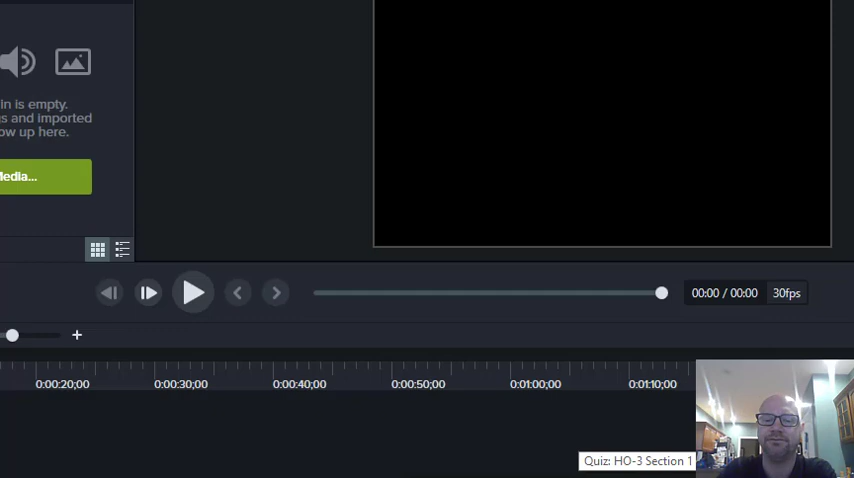 in is empty.
s and imported
ow up here.
Media...
00:00 / 00:00 30fps
0:00:20;00 0:00:30;00 0:00:40;00 0:00:50;00 0:01:00;00 0:01:10;00
Quiz: HO-3 Section 1